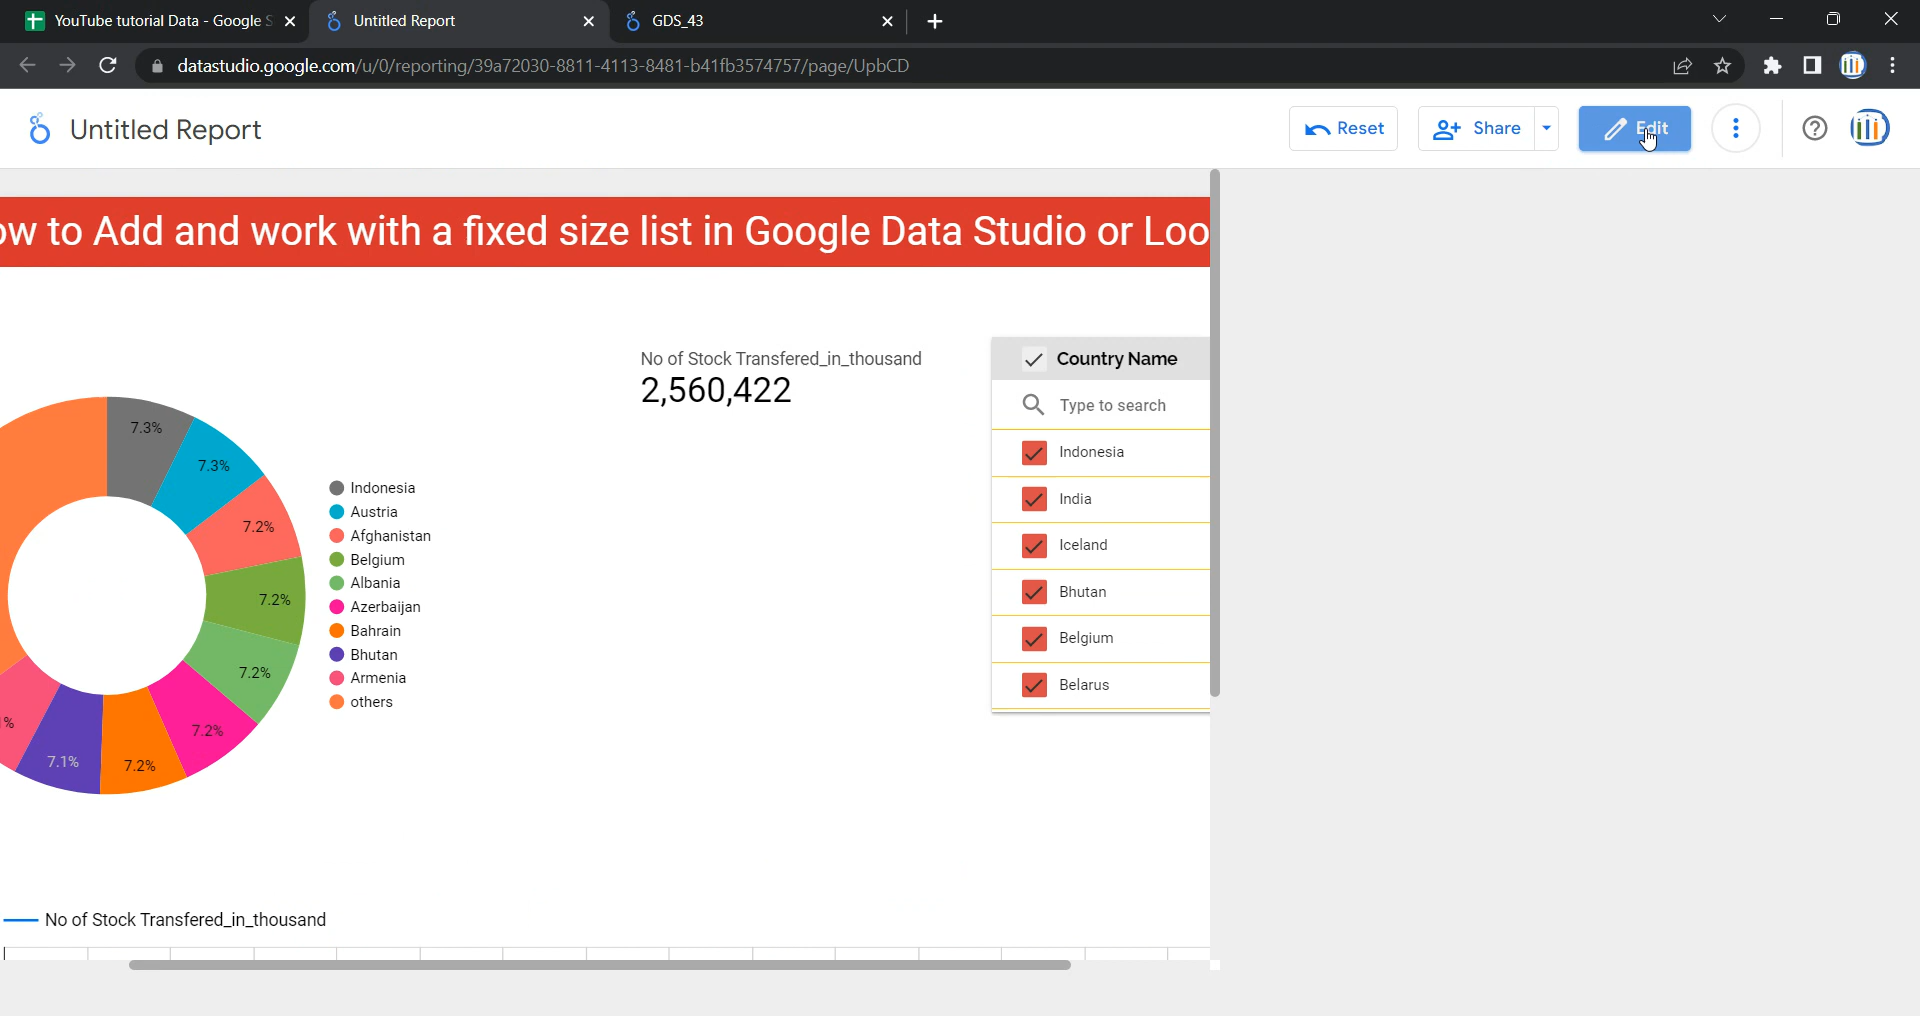 YouTube tutorial Data - Google S
Untitled Report
GDS_43
datastudio.google.com/u/0/reporting/39a72030-8811-4113-8481-b41fb3574757/page/UpbCD
Untitled Report
Reset
Share
Edit
ow to Add and work with a fixed size list in Google Data Studio or Loo
No of Stock Transfered_in_thousand
2,560,422
Country Name
Type to search
Indonesia
India
Iceland
Bhutan
Belgium
Belarus
7.3%
7.3%
7.2%
7.2%
7.2%
7.2%
7.2%
7.1%
%
Indonesia
Austria
Afghanistan
Belgium
Albania
Azerbaijan
Bahrain
Bhutan
Armenia
others
No of Stock Transfered_in_thousand